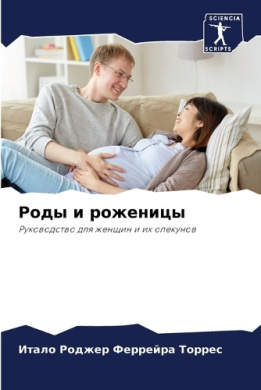 SCIENCIA
SCRIPTS
Роды и роженицы
Руководство для женщин и их опекунов
Итало Роджер Феррейра Торрес